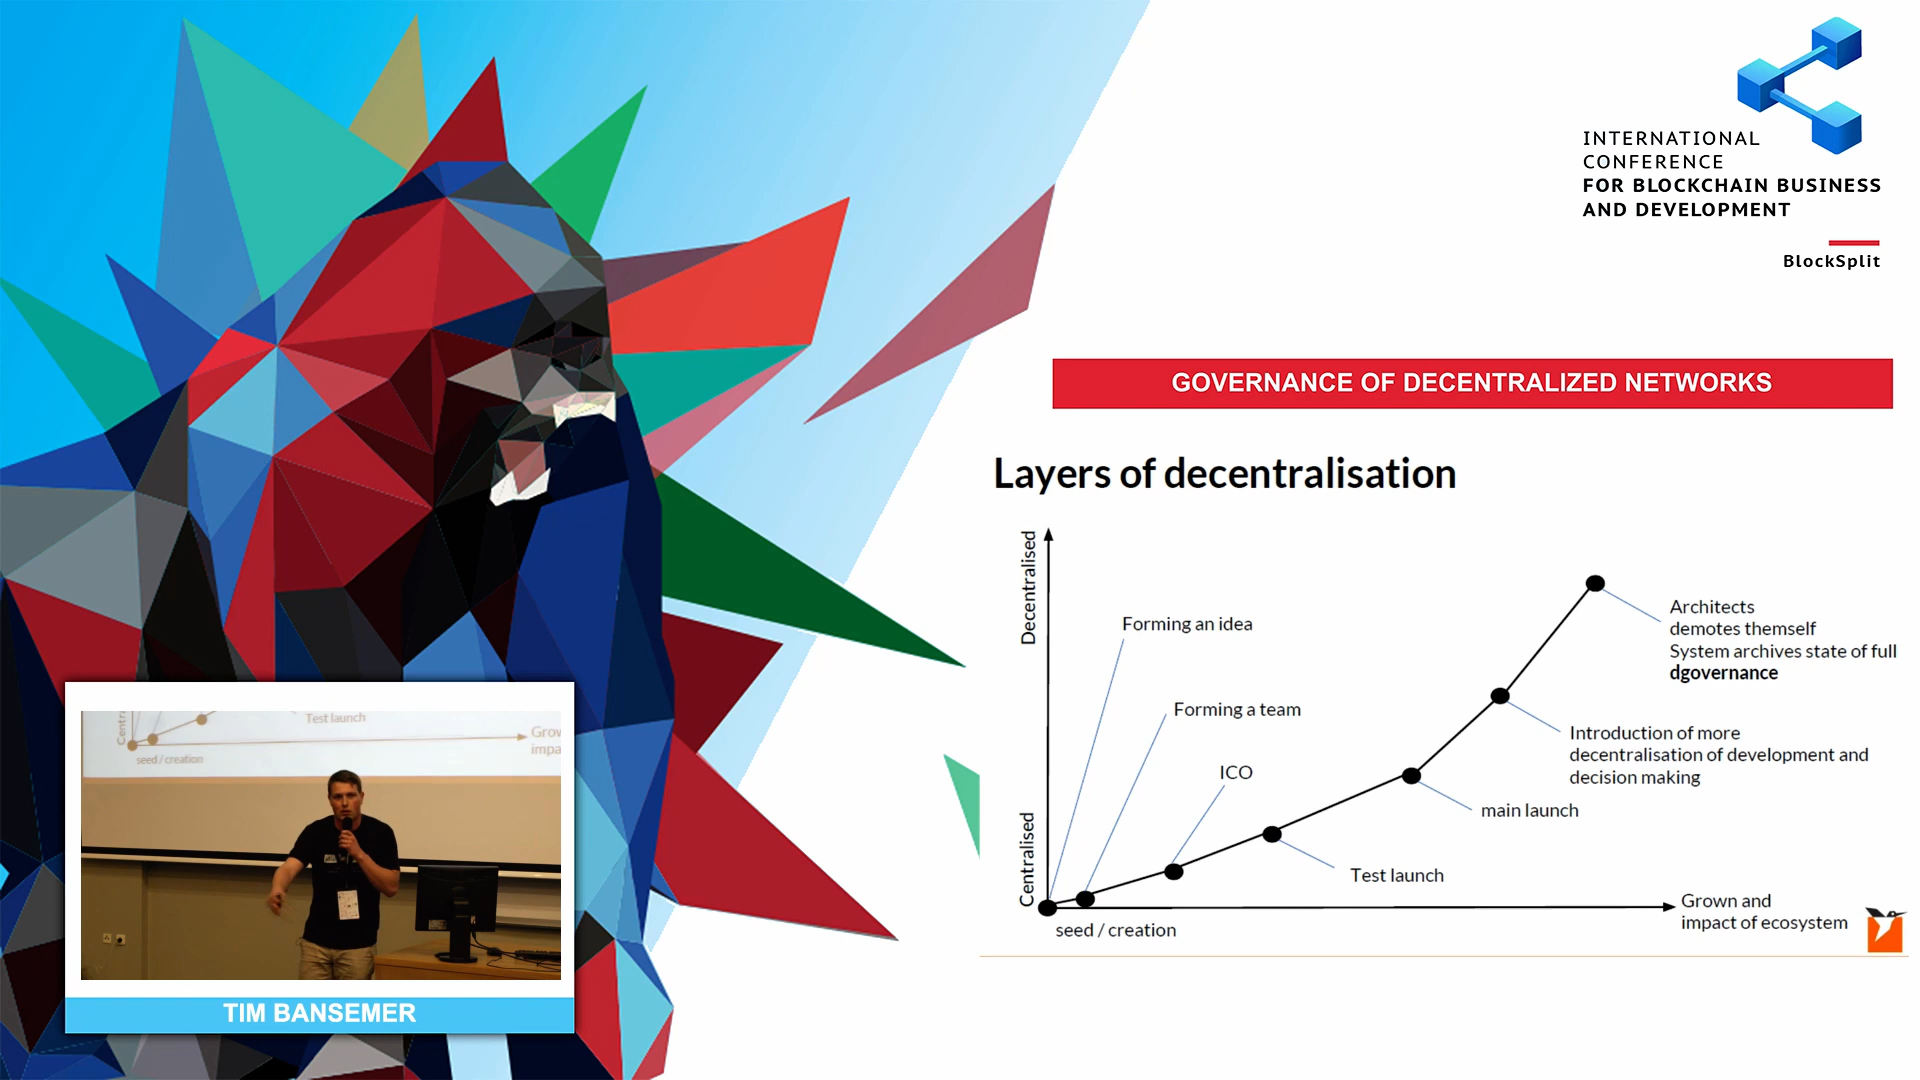 INTERNATIONAL
CONFERENCE
FOR BLOCKCHAIN BUSINESS
AND DEVELOPMENT
BlockSplit
GOVERNANCE OF DECENTRALIZED NETWORKS
Layers of decentralisation
Decentralised
Centralised
Forming an idea
Forming a team
ICO
Test launch
main launch
Introduction of more
decentralisation of development and
decision making
Architects
demotes themself
System archives state of full
dgovernance
seed / creation
Grown and
impact of ecosystem
Centra
Test launch
Grov
impa
seed / creation
TIM BANSEMER